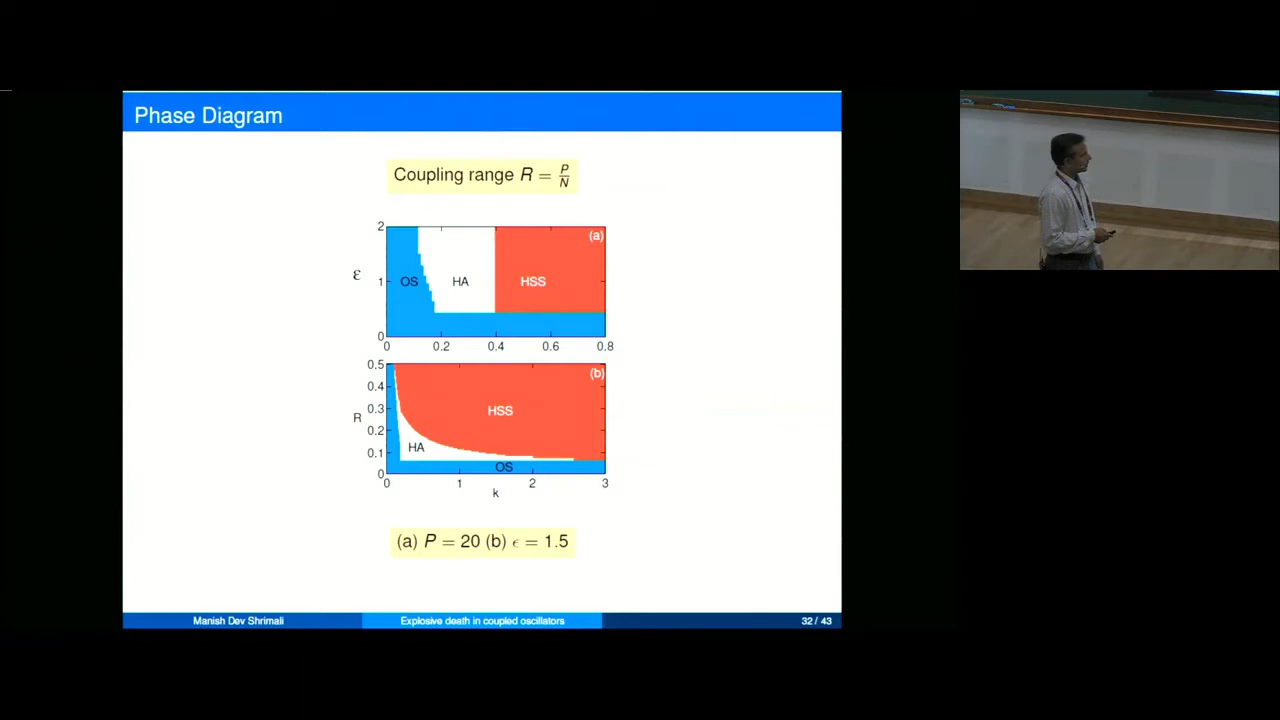 Phase Diagram
Coupling range R = P/N
2
(a)
ε
1
OS
HA
HSS
0
0 0.2 0.4 0.6 0.8
0.5
(b)
0.4
HSS
R
0.3
0.2
HA
0.1
OS
0
0 1 2 3
k
(a) P = 20 (b) ϵ = 1.5
Manish Dev Shrimali Explosive death in coupled oscillators 32 / 43